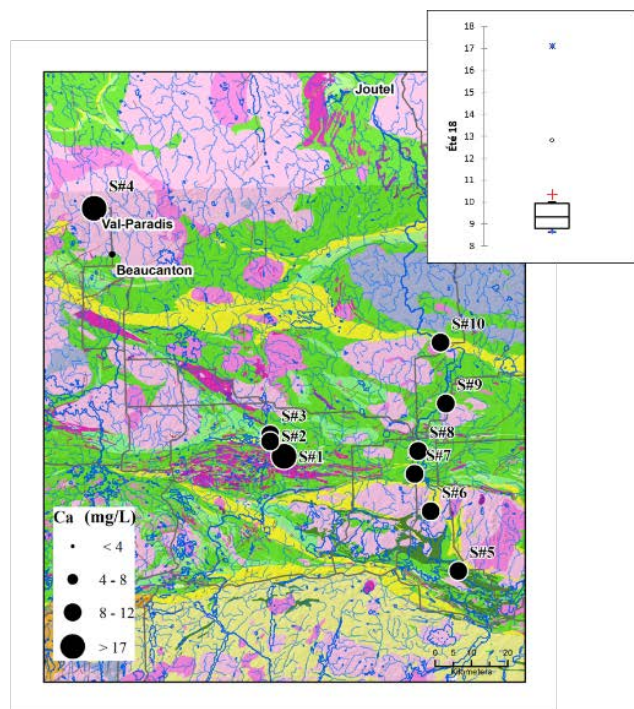 18
17
16
15
14
13
12
11
10
9
8
Été 18
Joutel
S#4
Val-Paradis
Beaucanton
S#10
S#9
S#3
S#2
S#1
S#8
S#7
S#6
S#5
Ca (mg/L)
< 4
4 - 8
8 - 12
> 17
0 5 10 20
Kilometers